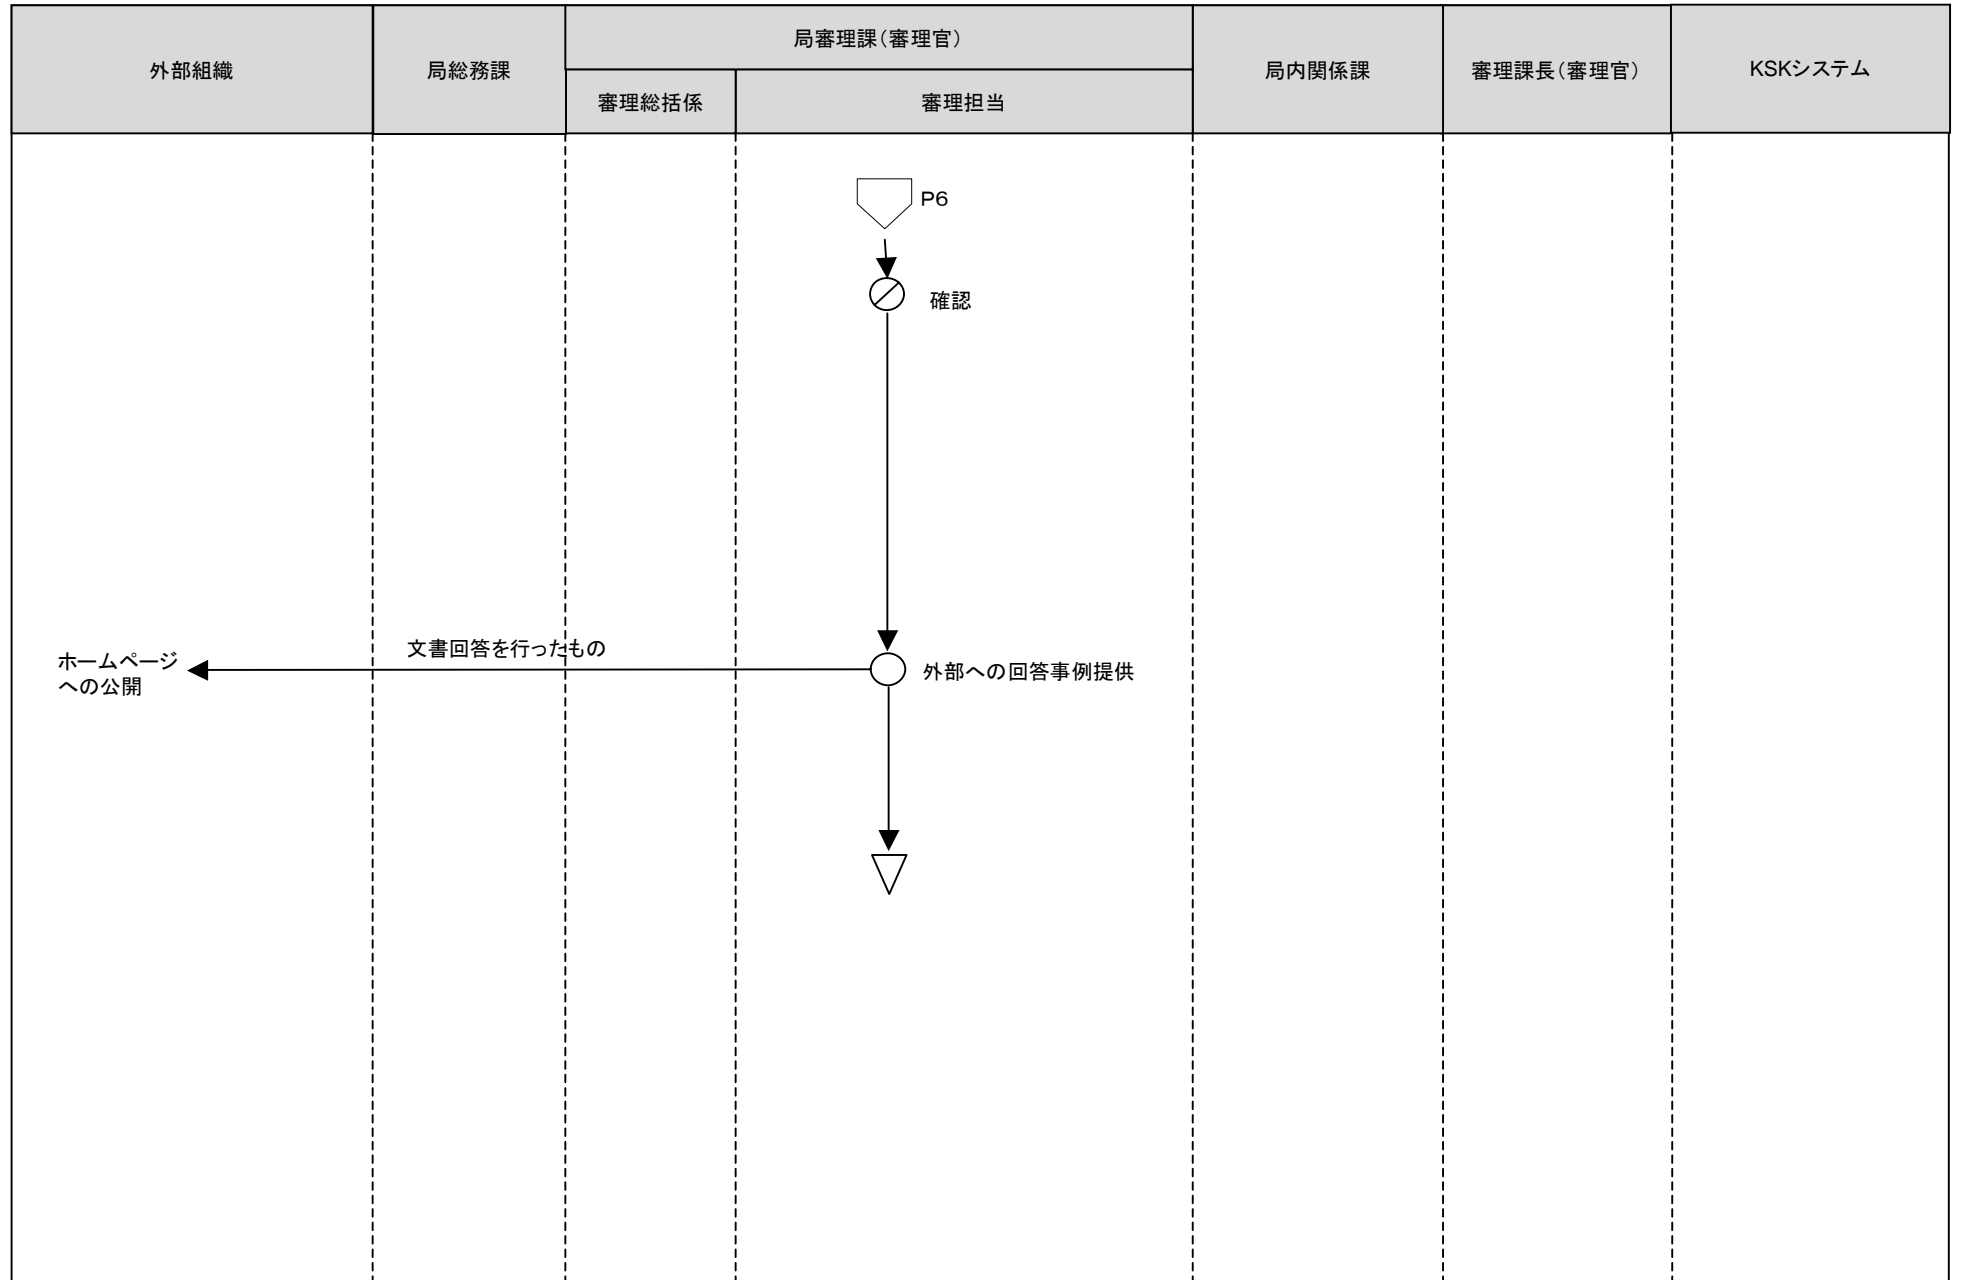 外部組織
局総務課
局審理課（審理官）
審理総括係
審理担当
局内関係課
審理課長（審理官）
KSKシステム
P6
確認
文書回答を行ったもの
ホームページ
への公開
外部への回答事例提供